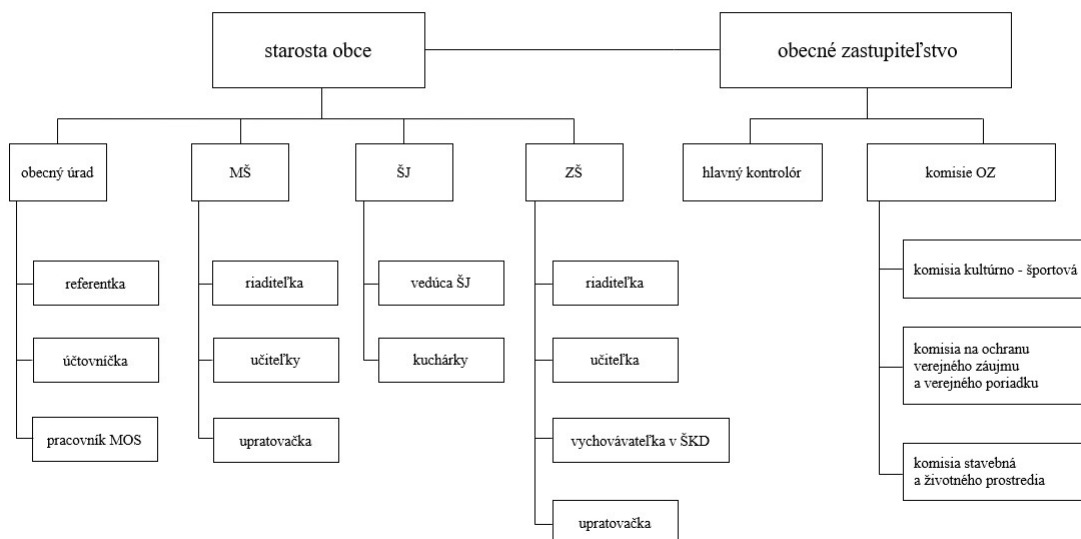 starosta obce
obecné zastupiteľstvo
obecný úrad
MŠ
ŠJ
ZŠ
hlavný kontrolór
komisie OZ
referentka
riaditeľka
vedúca ŠJ
riaditeľka
komisia kultúrno - športová
účtovníčka
učiteľky
kuchárky
učiteľka
komisia na ochranu
verejného záujmu
a verejného poriadku
pracovník MOS
upratovačka
vychovávateľka v ŠKD
komisia stavebná
a životného prostredia
upratovačka